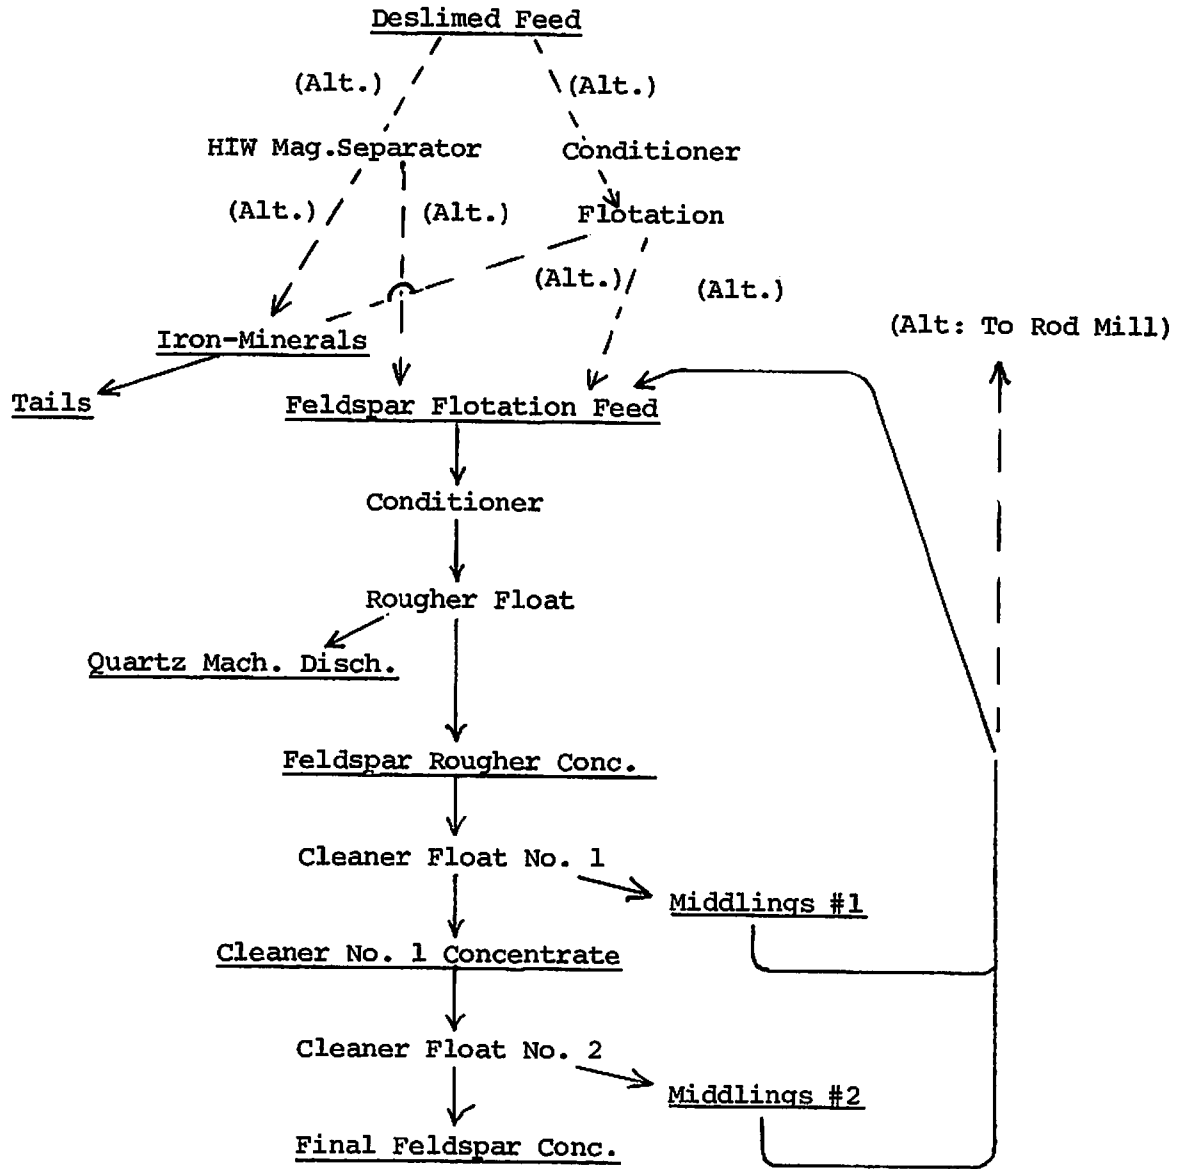 Deslimed Feed
(Alt.)
(Alt.)
HIW Mag.Separator
Conditioner
(Alt.)
(Alt.)
Flotation
(Alt.)
(Alt.)
(Alt: To Rod Mill)
Iron-Minerals
Tails
Feldspar Flotation Feed
Conditioner
Rougher Float
Quartz Mach. Disch.
Feldspar Rougher Conc.
Cleaner Float No. 1
Middlings #1
Cleaner No. 1 Concentrate
Cleaner Float No. 2
Middlings #2
Final Feldspar Conc.